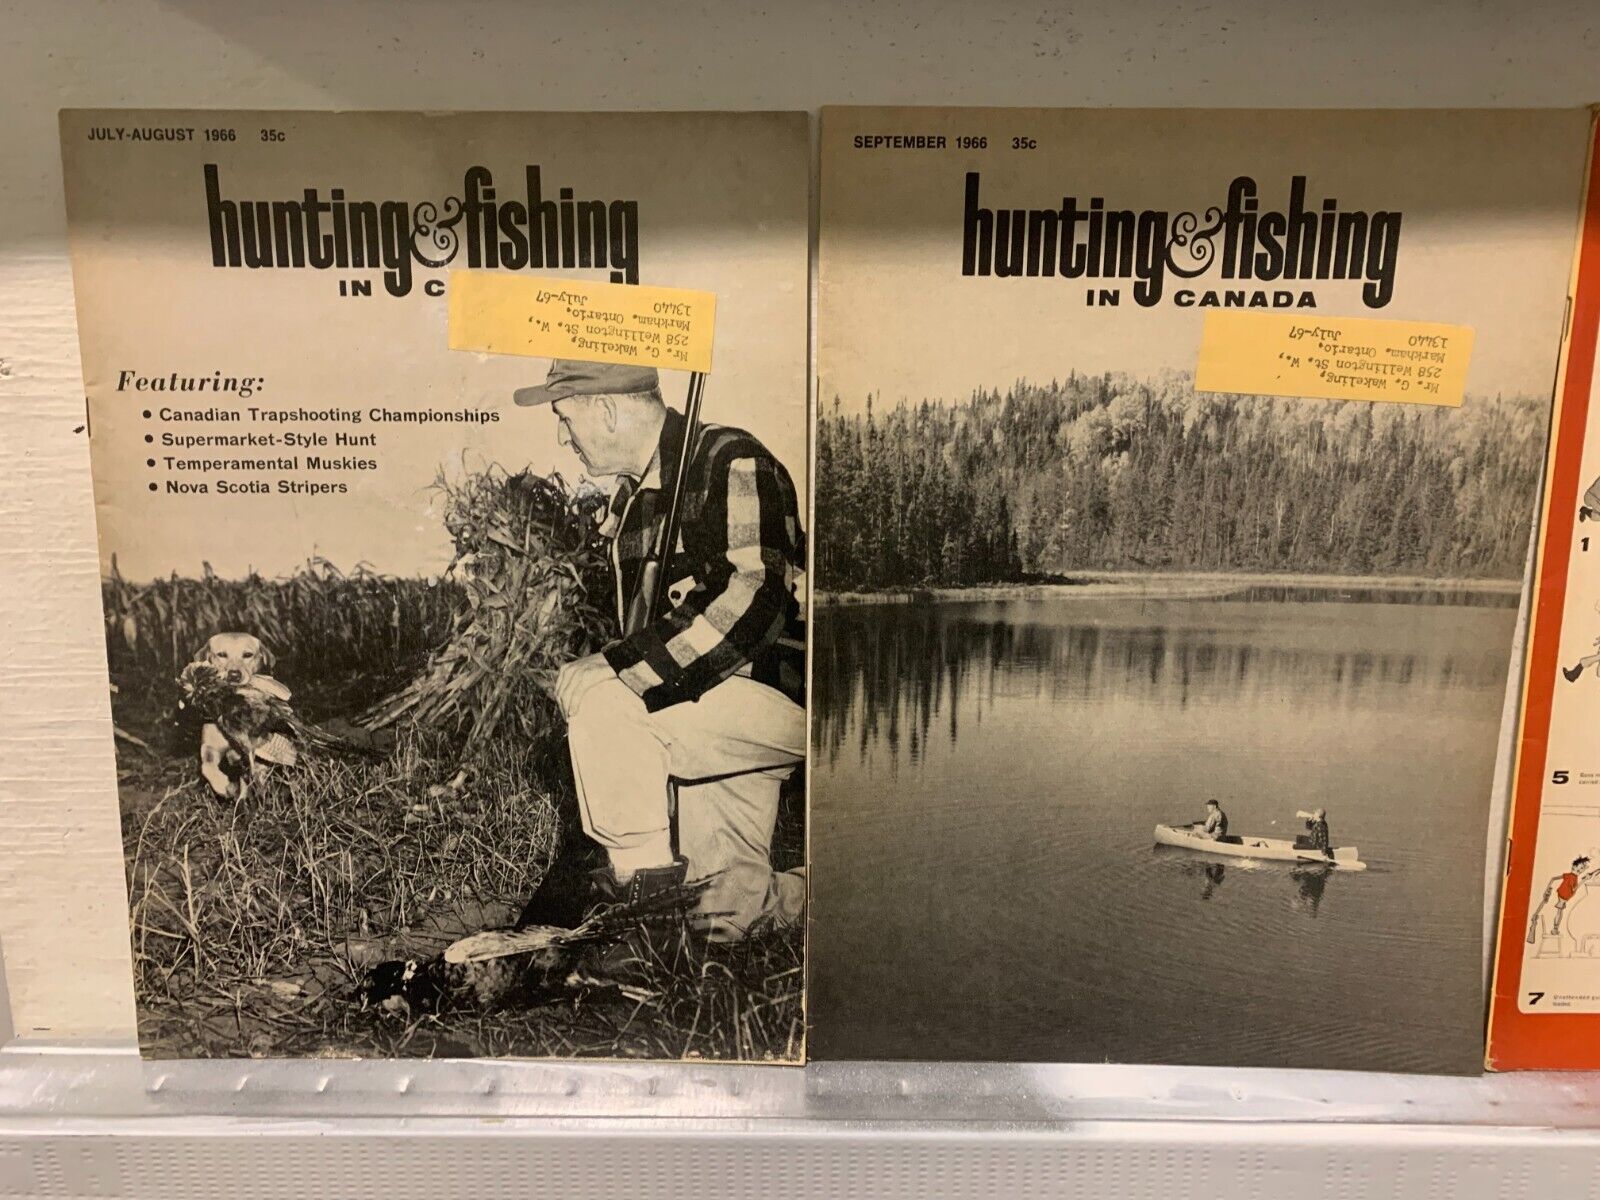 JULY-AUGUST 1966 35c
hunting & fishing
IN C
Mr. G. Wakeling,
258 Wellington St. W.,
Markham. Ontario.
13440 July-67
Featuring:
• Canadian Trapshooting Championships
• Supermarket-Style Hunt
• Temperamental Muskies
• Nova Scotia Stripers
SEPTEMBER 1966 35c
hunting & fishing
IN CANADA
Mr. G. Wakeling,
258 Wellington St. W.,
Markham. Ontario.
13440 July-67
1
5
7 Unattended
loaded.